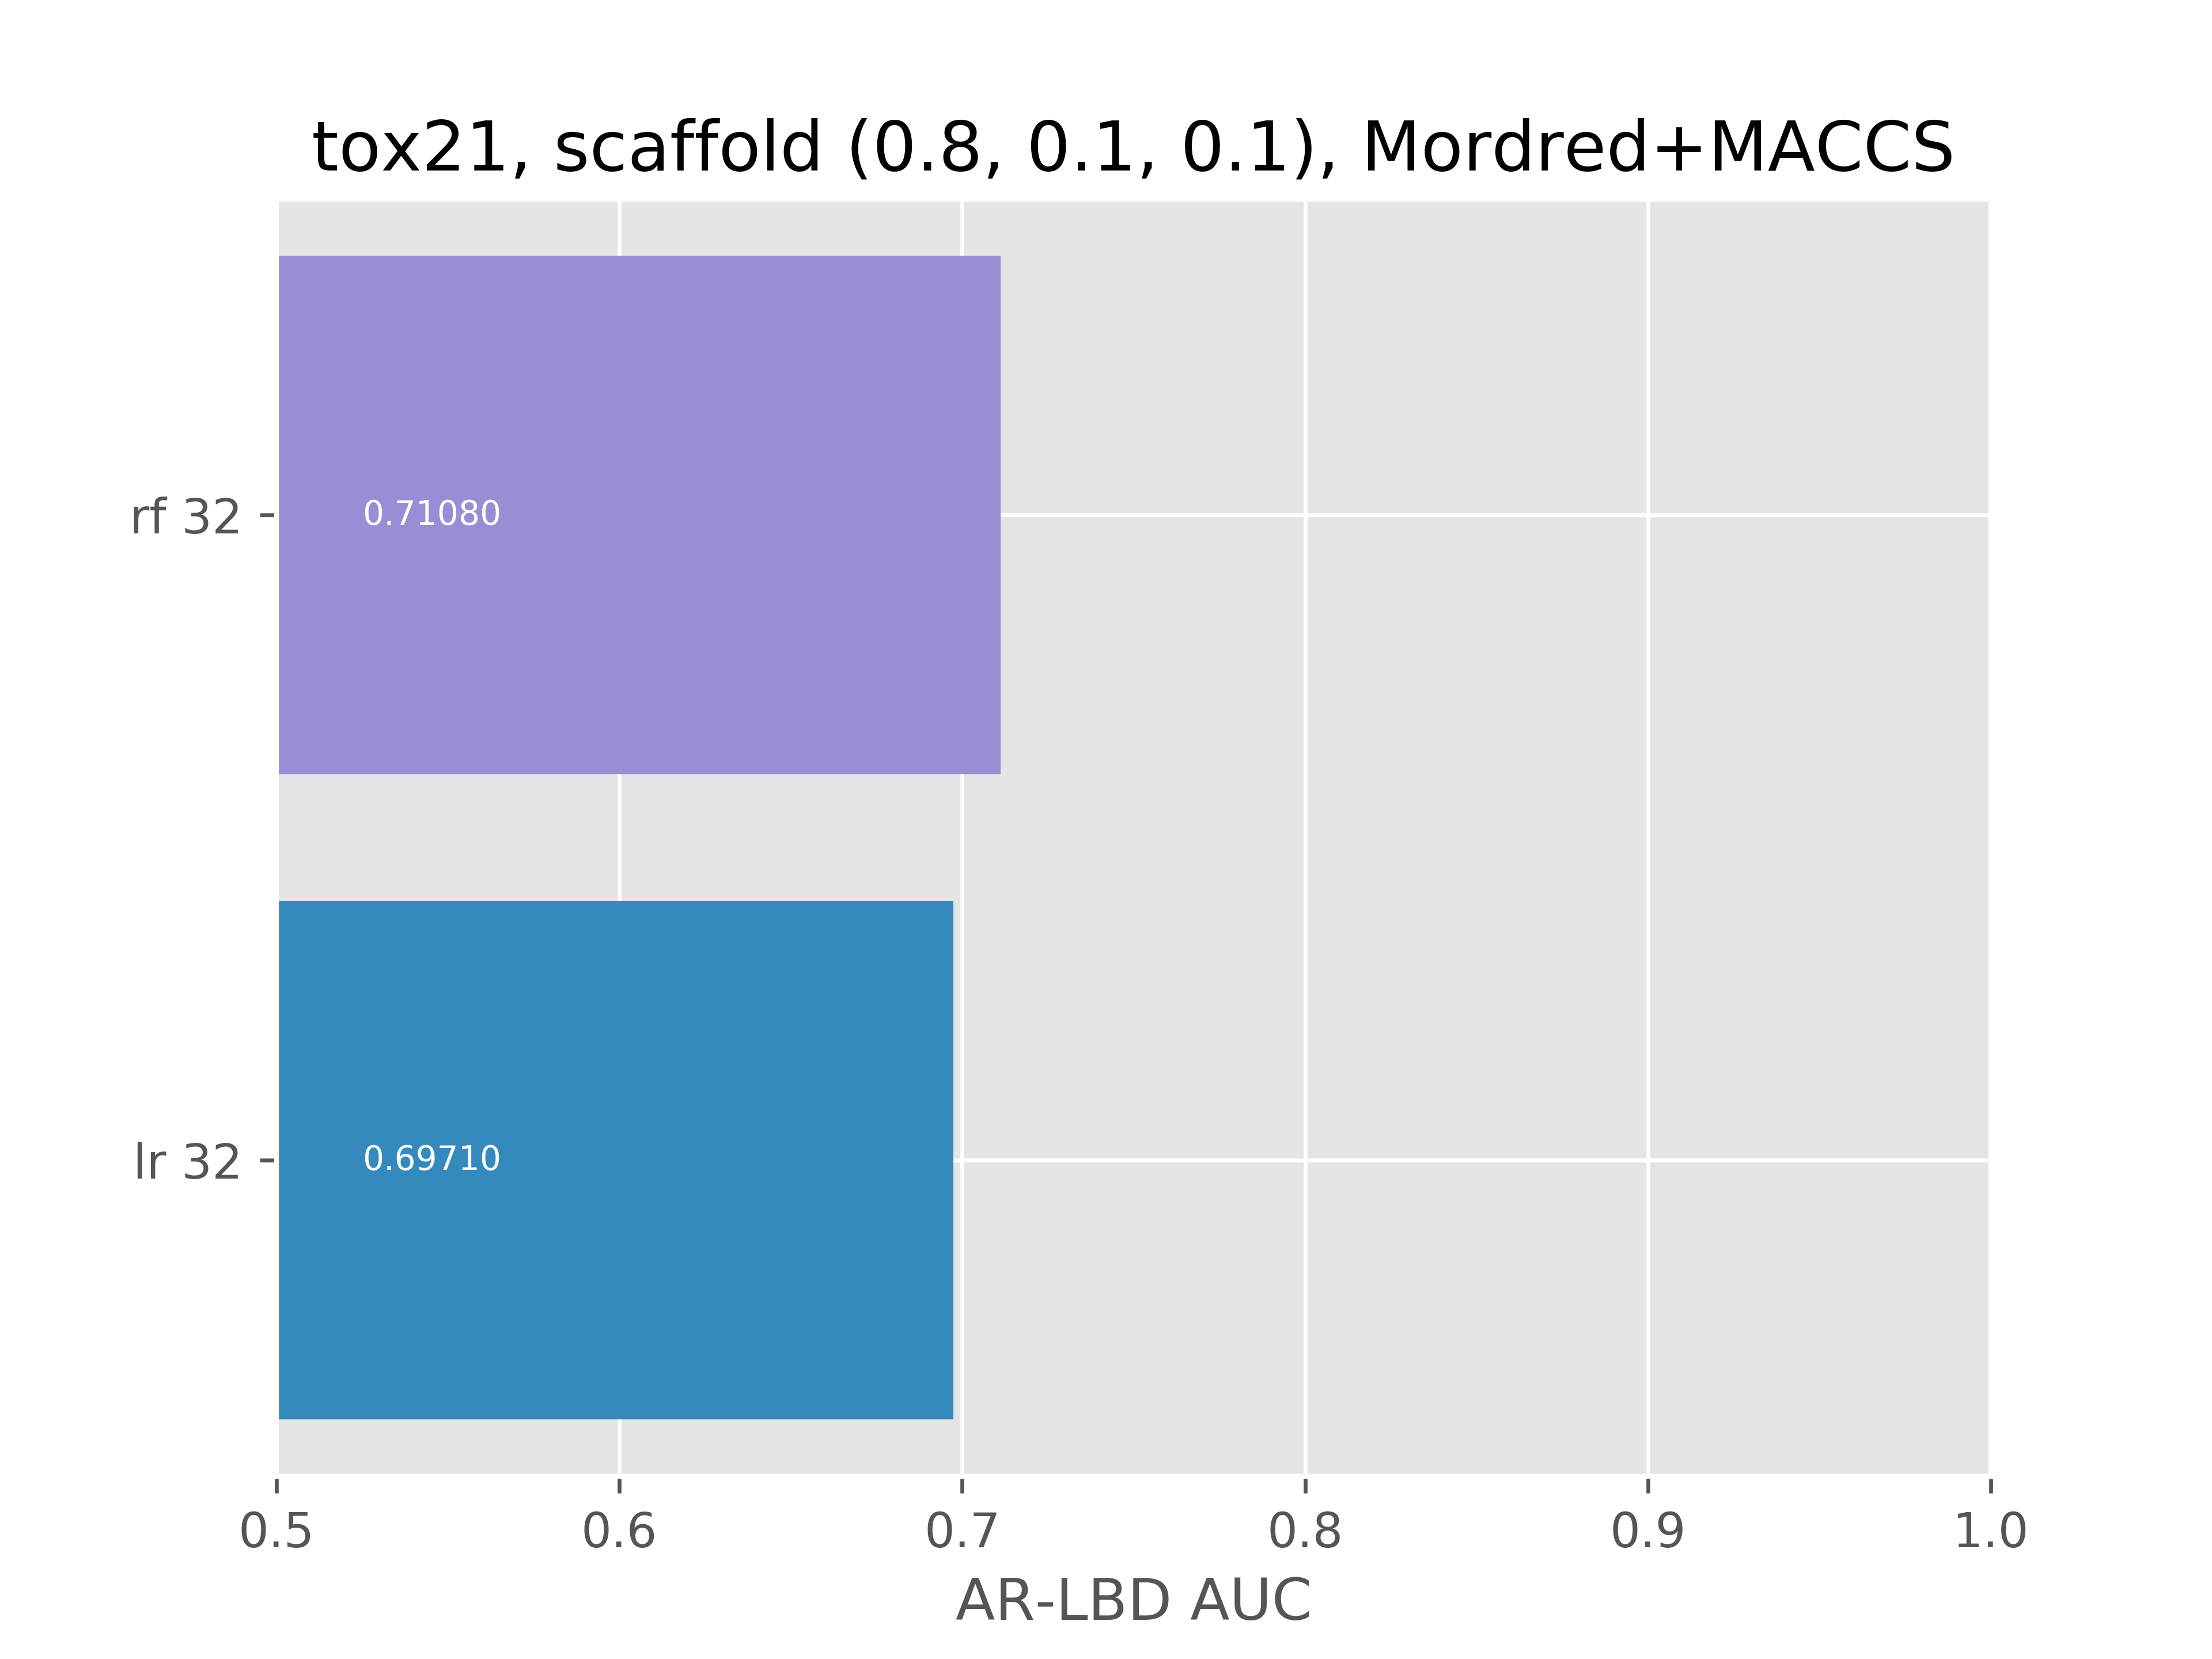 tox21, scaffold (0.8, 0.1, 0.1), Mordred+MACCS
rf 32
0.71080
lr 32
0.69710
0.5 0.6 0.7 0.8 0.9 1.0
AR-LBD AUC